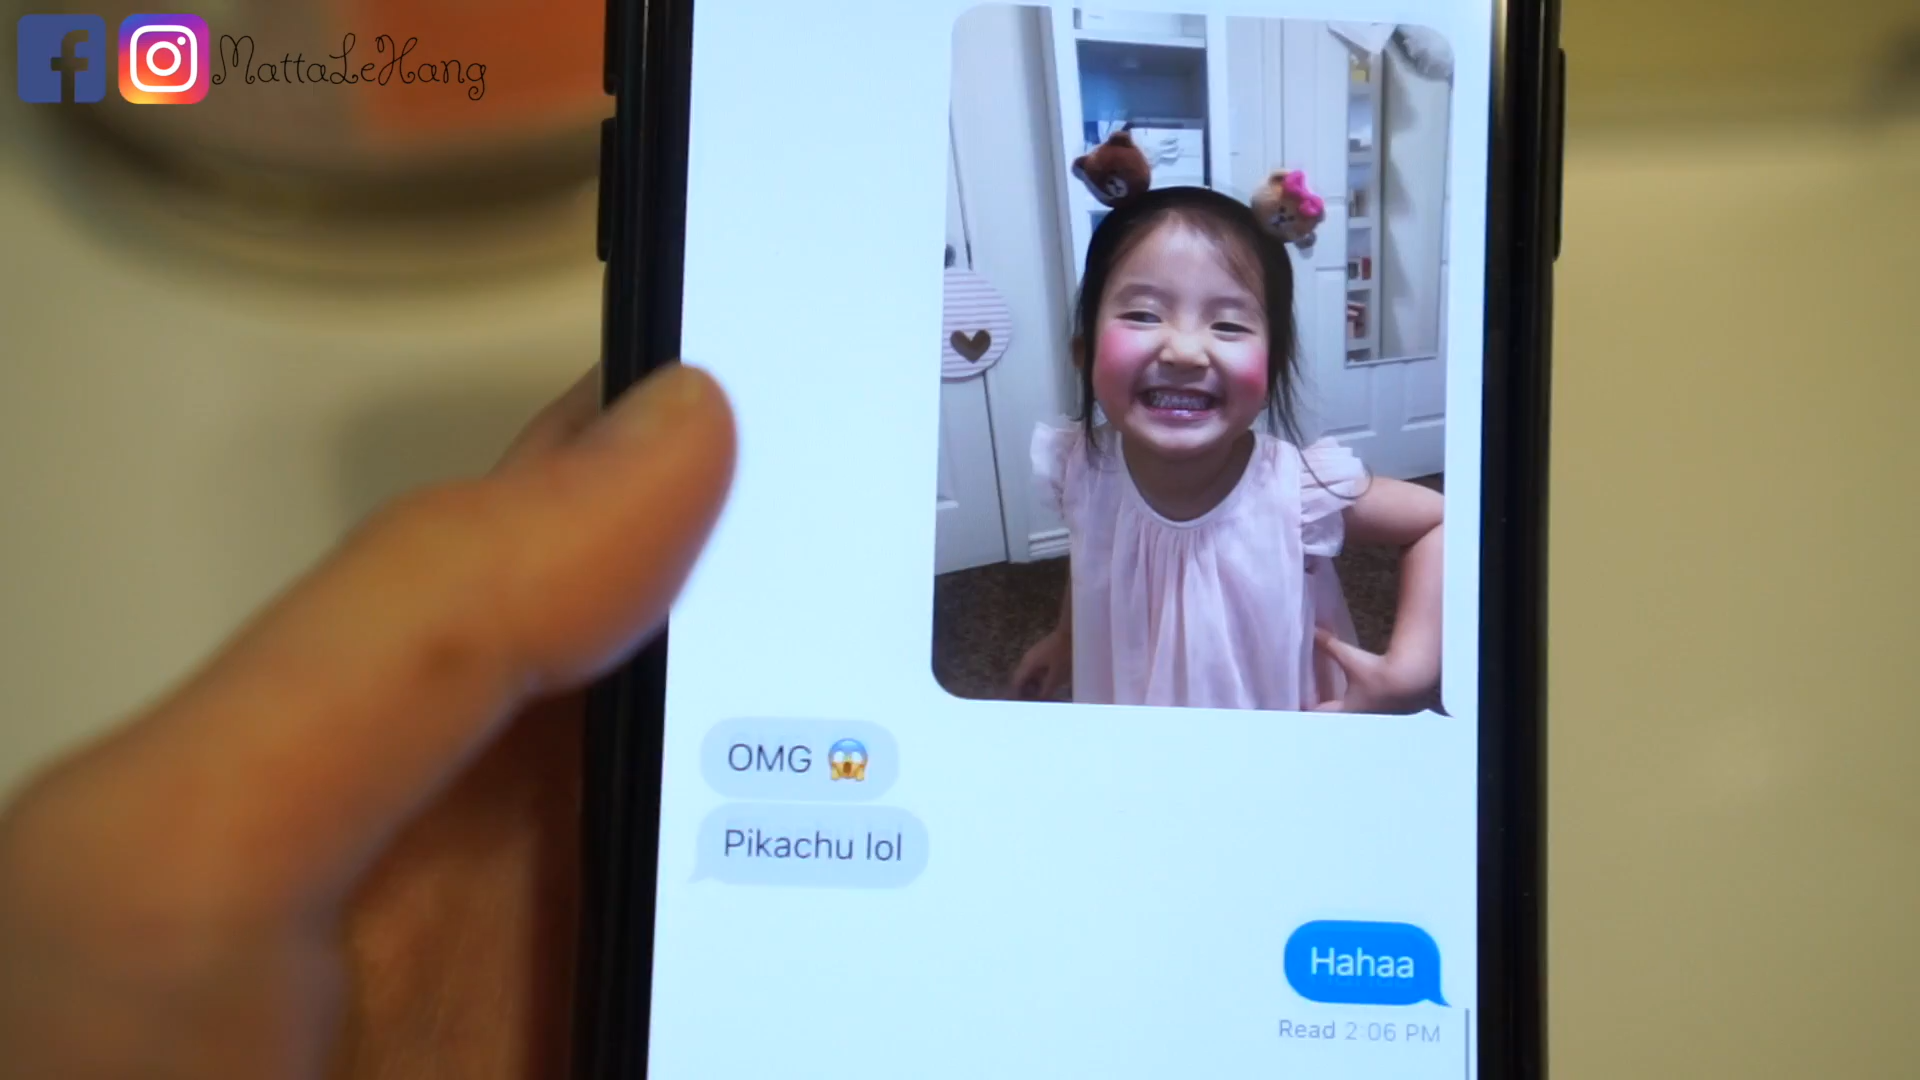 MattaLeHang
OMG 😱
Pikachu lol
Hahaa
Read 2:06 PM